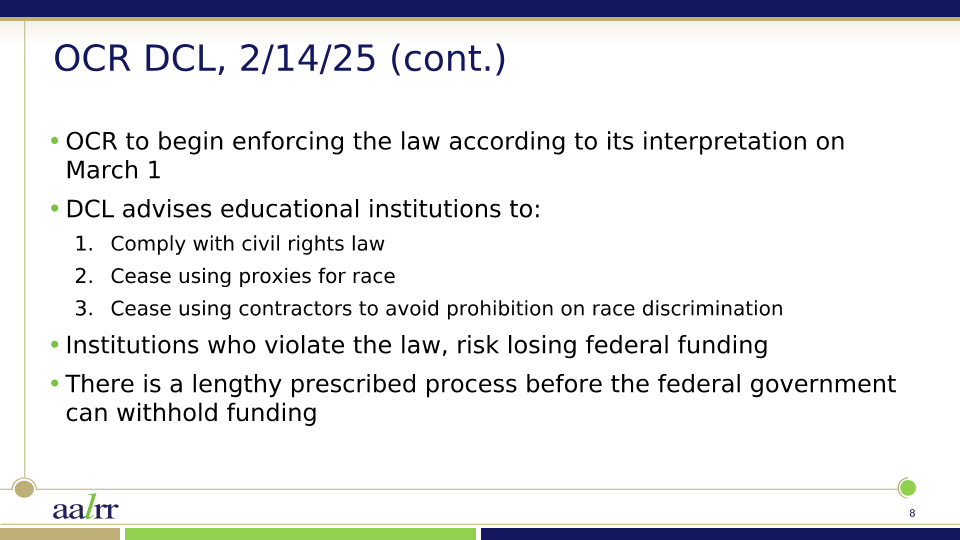 OCR DCL, 2/14/25 (cont.)
• OCR to begin enforcing the law according to its interpretation on
March 1
• DCL advises educational institutions to:
1. Comply with civil rights law
2. Cease using proxies for race
3. Cease using contractors to avoid prohibition on race discrimination
• Institutions who violate the law, risk losing federal funding
• There is a lengthy prescribed process before the federal government
can withhold funding
aalrr
8